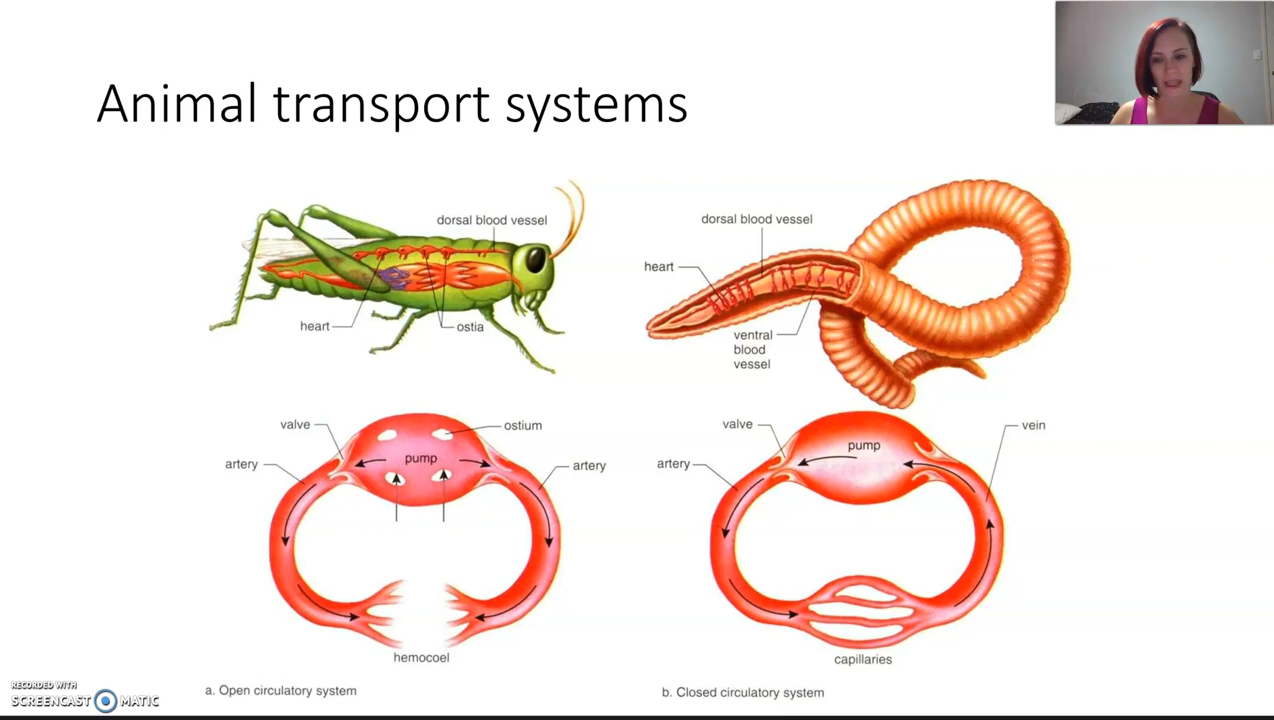 Animal transport systems
dorsal blood vessel
heart
ostia
dorsal blood vessel
heart
ventral
blood
vessel
valve
ostium
artery
pump
artery
hemocoel
a. Open circulatory system
valve
vein
artery
pump
capillaries
b. Closed circulatory system
RECORDED WITH
SCREENCAST MATIC